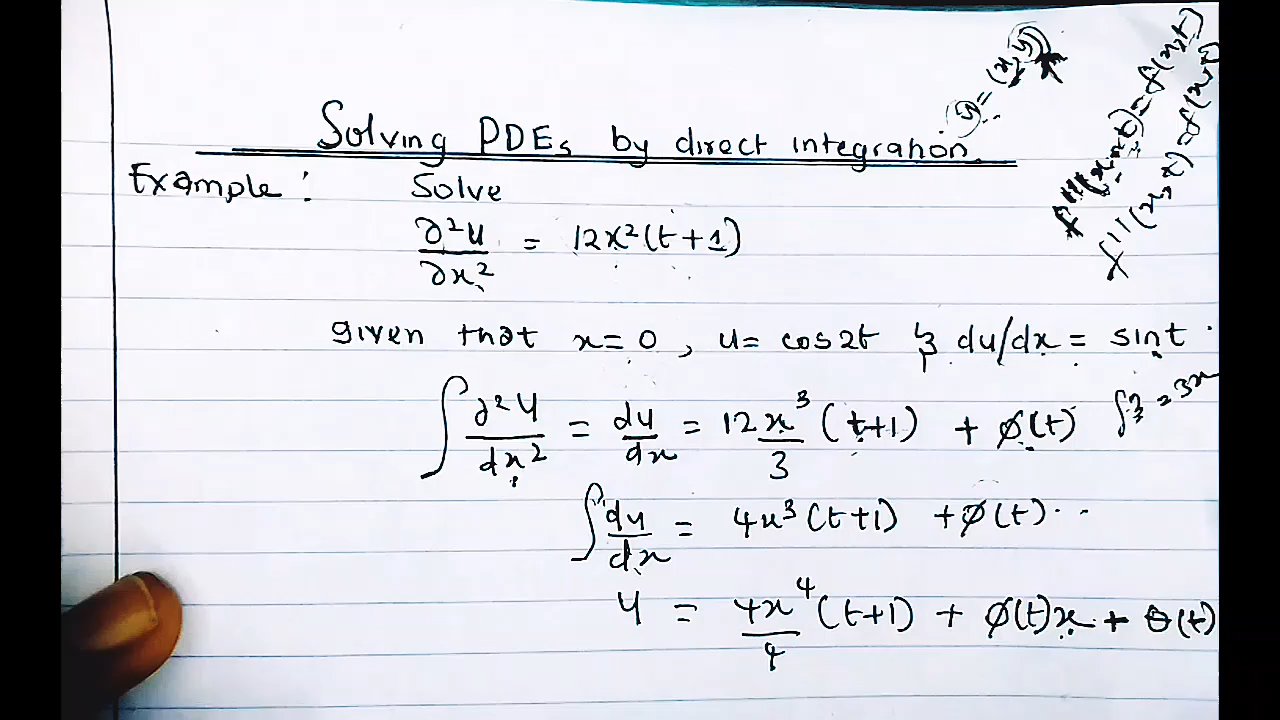 Solving PDEs by direct integration
Example: Solve
∂²u/∂x² = 12x²(t+1)
given that x=0, u= cos2t & du/dx = sint.
∫ ∂²u/dx² = du/dx = 12x³/3 (t+1) + ∅(t)
∫ du/dx = 4x³(t+1) + ∅(t)..
u = 4x⁴/4 (t+1) + ∅(t)x + θ(t)
f''(x,t) = f(x,t)